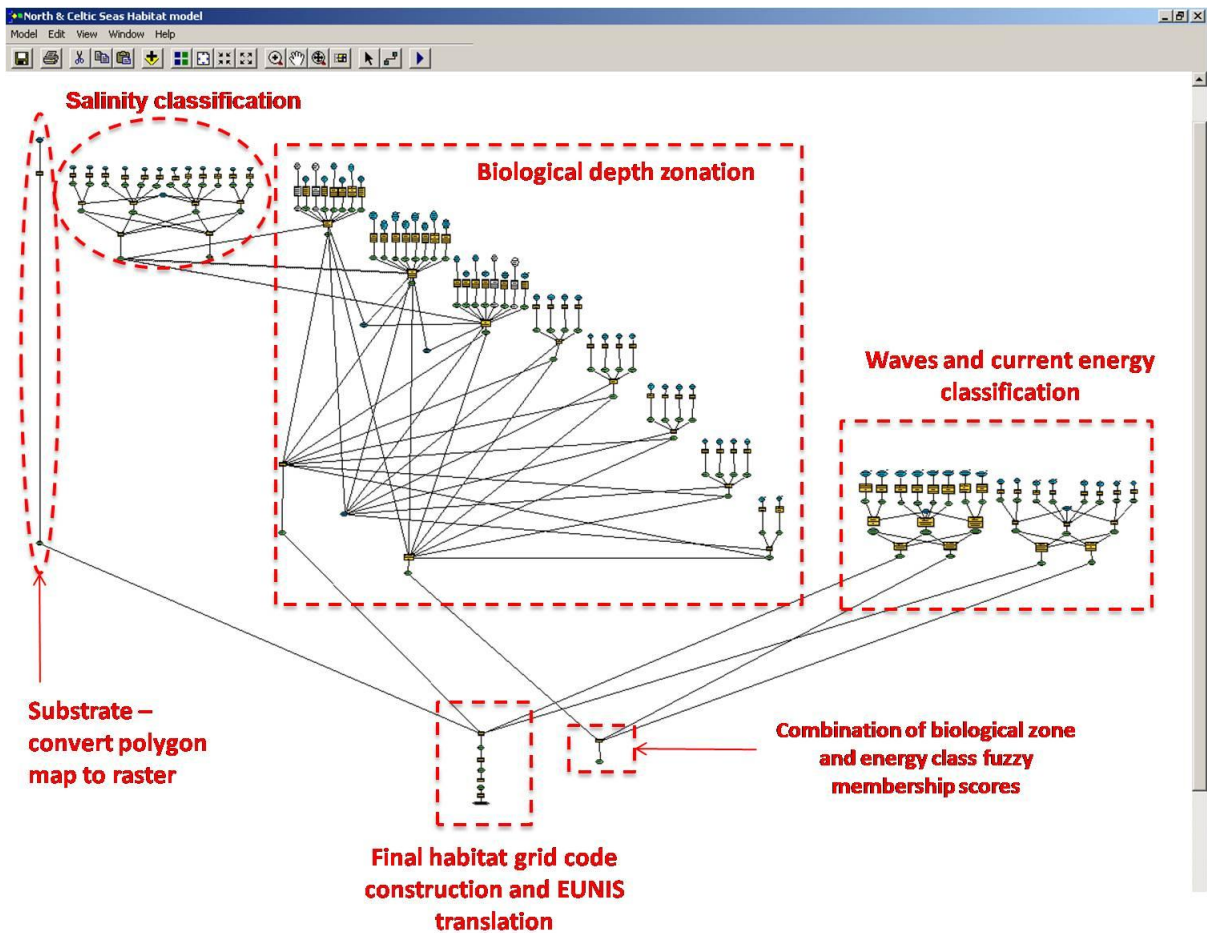 North & Celtic Seas Habitat model
Model Edit View Window Help
Salinity classification
Biological depth zonation
Waves and current energy
classification
Substrate –
convert polygon
map to raster
Combination of biological zone
and energy class fuzzy
membership scores
Final habitat grid code
construction and EUNIS
translation